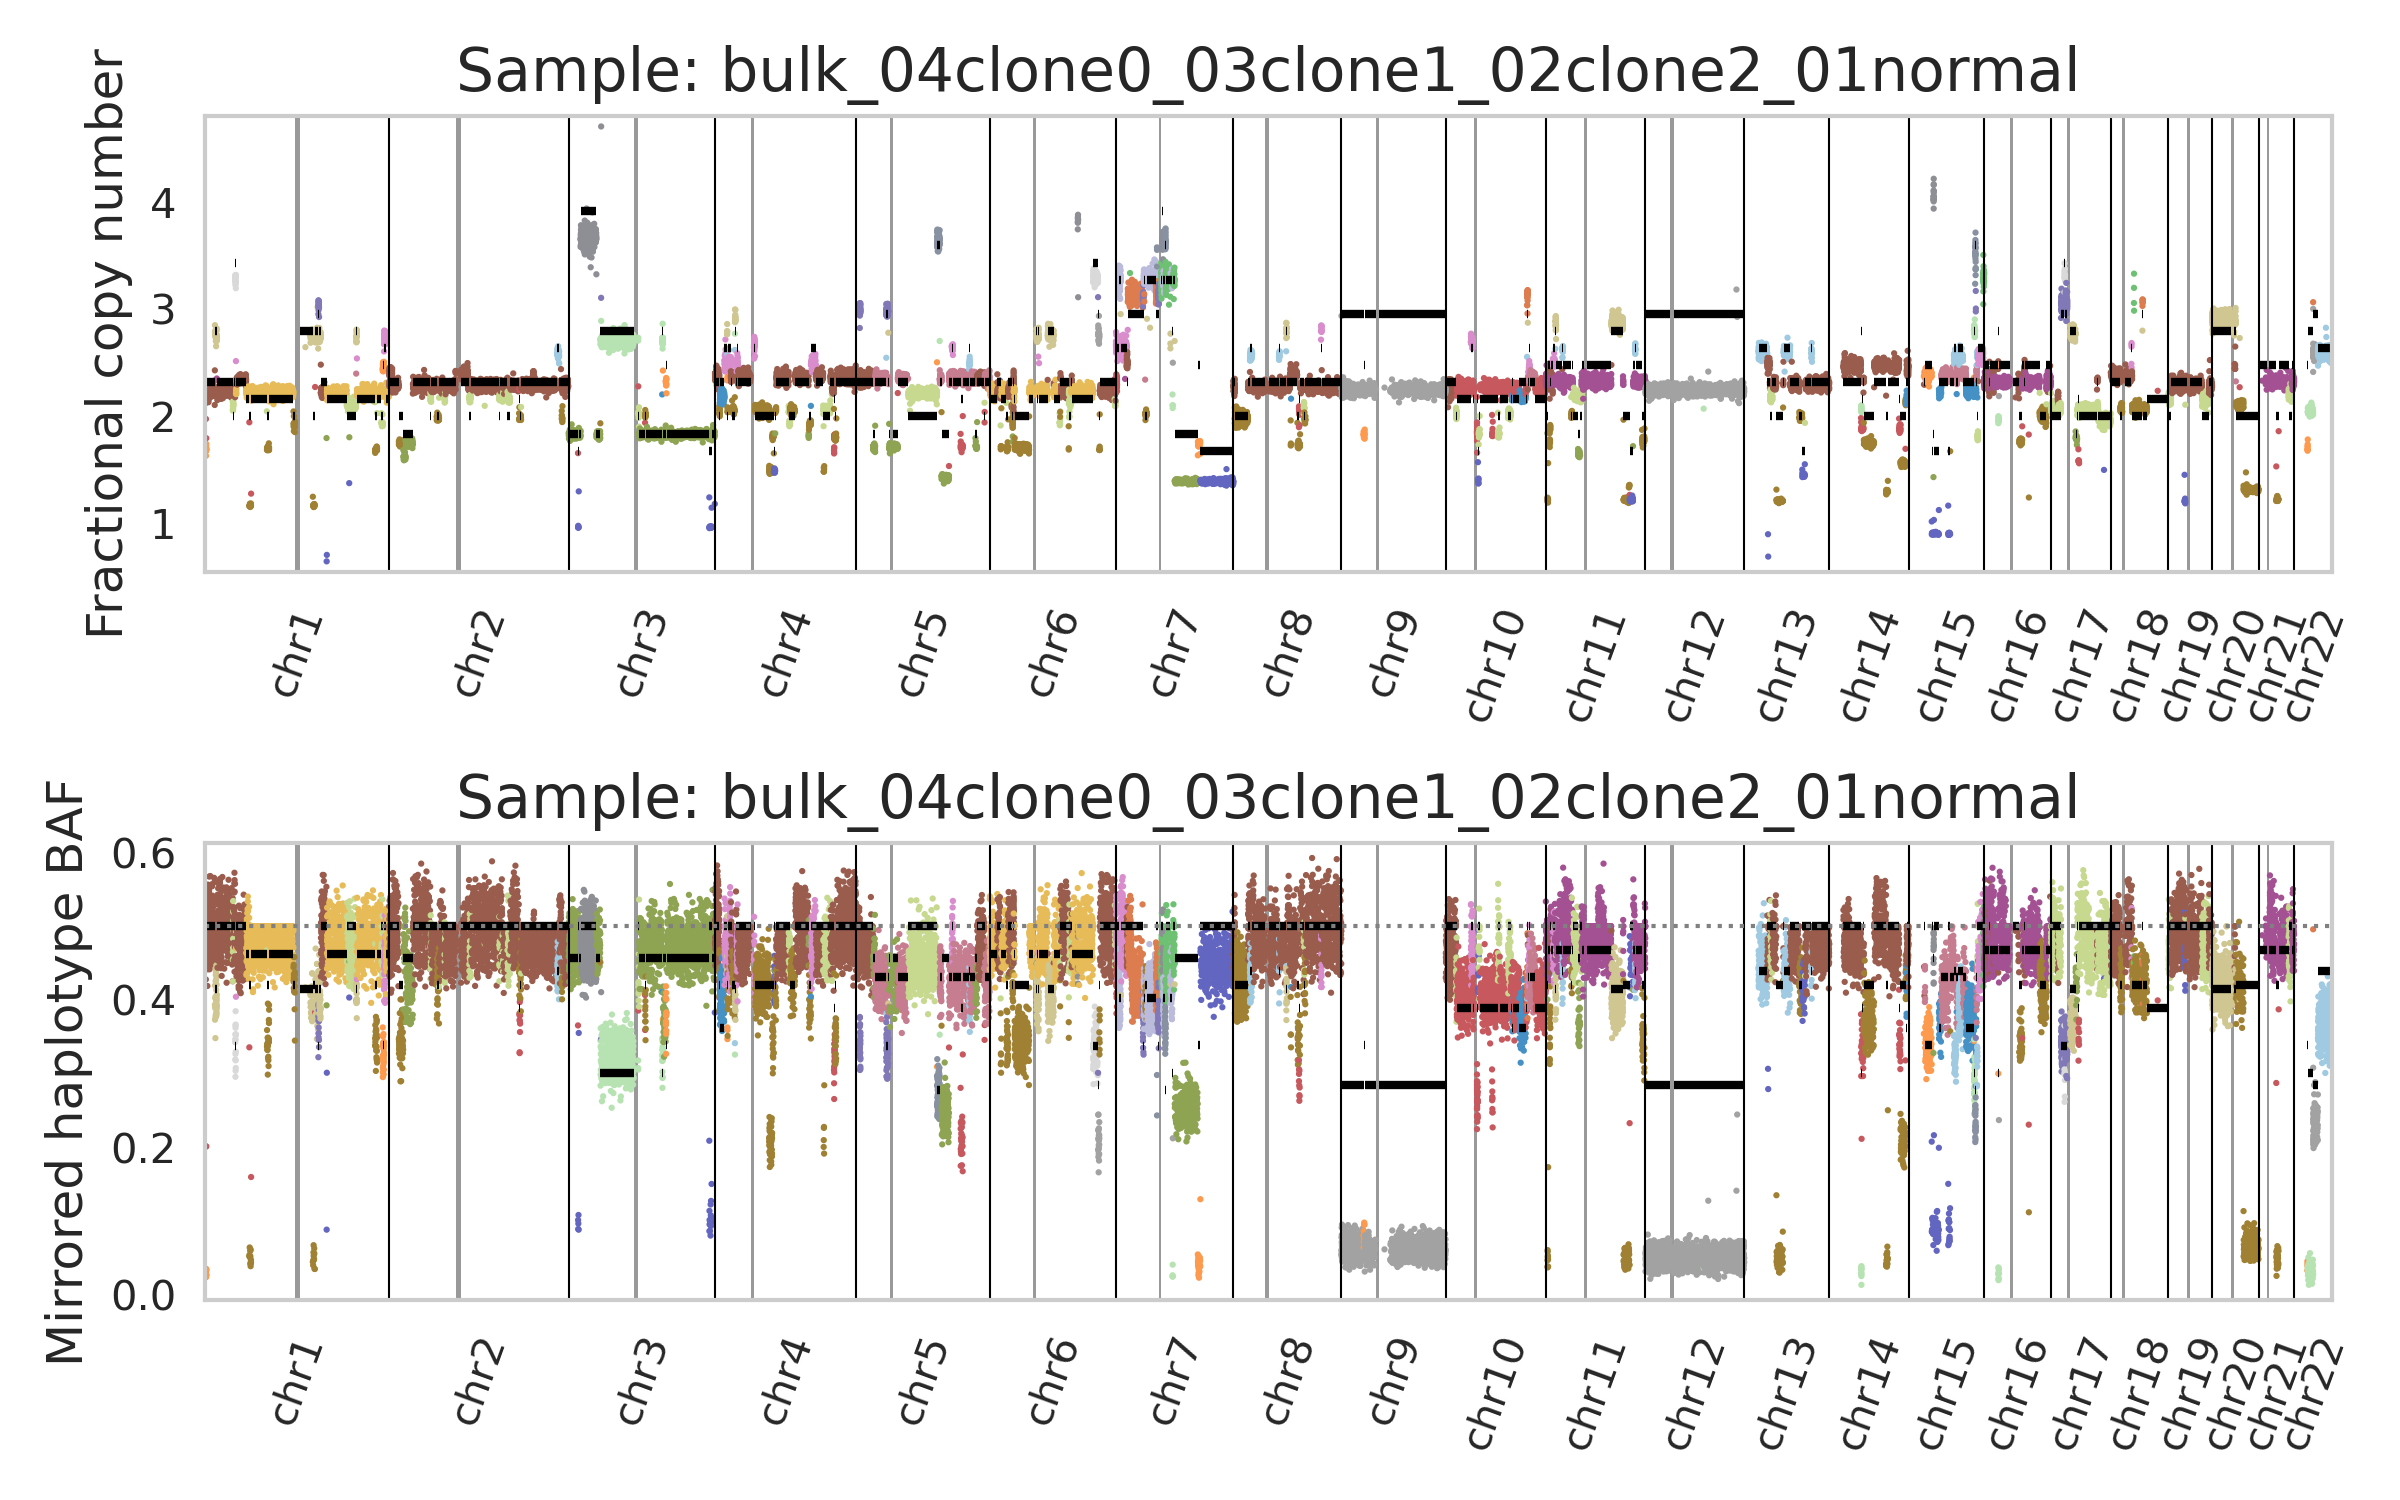 Sample: bulk_04clone0_03clone1_02clone2_01normal
Fractional copy number
4
3
2
1
chr1 chr2 chr3 chr4 chr5 chr6 chr7 chr8 chr9 chr10 chr11 chr12 chr13 chr14 chr15 chr16 chr17 chr18 chr19 chr20 chr21 chr22
Sample: bulk_04clone0_03clone1_02clone2_01normal
Mirrored haplotype BAF
0.6
0.4
0.2
0.0
chr1 chr2 chr3 chr4 chr5 chr6 chr7 chr8 chr9 chr10 chr11 chr12 chr13 chr14 chr15 chr16 chr17 chr18 chr19 chr20 chr21 chr22